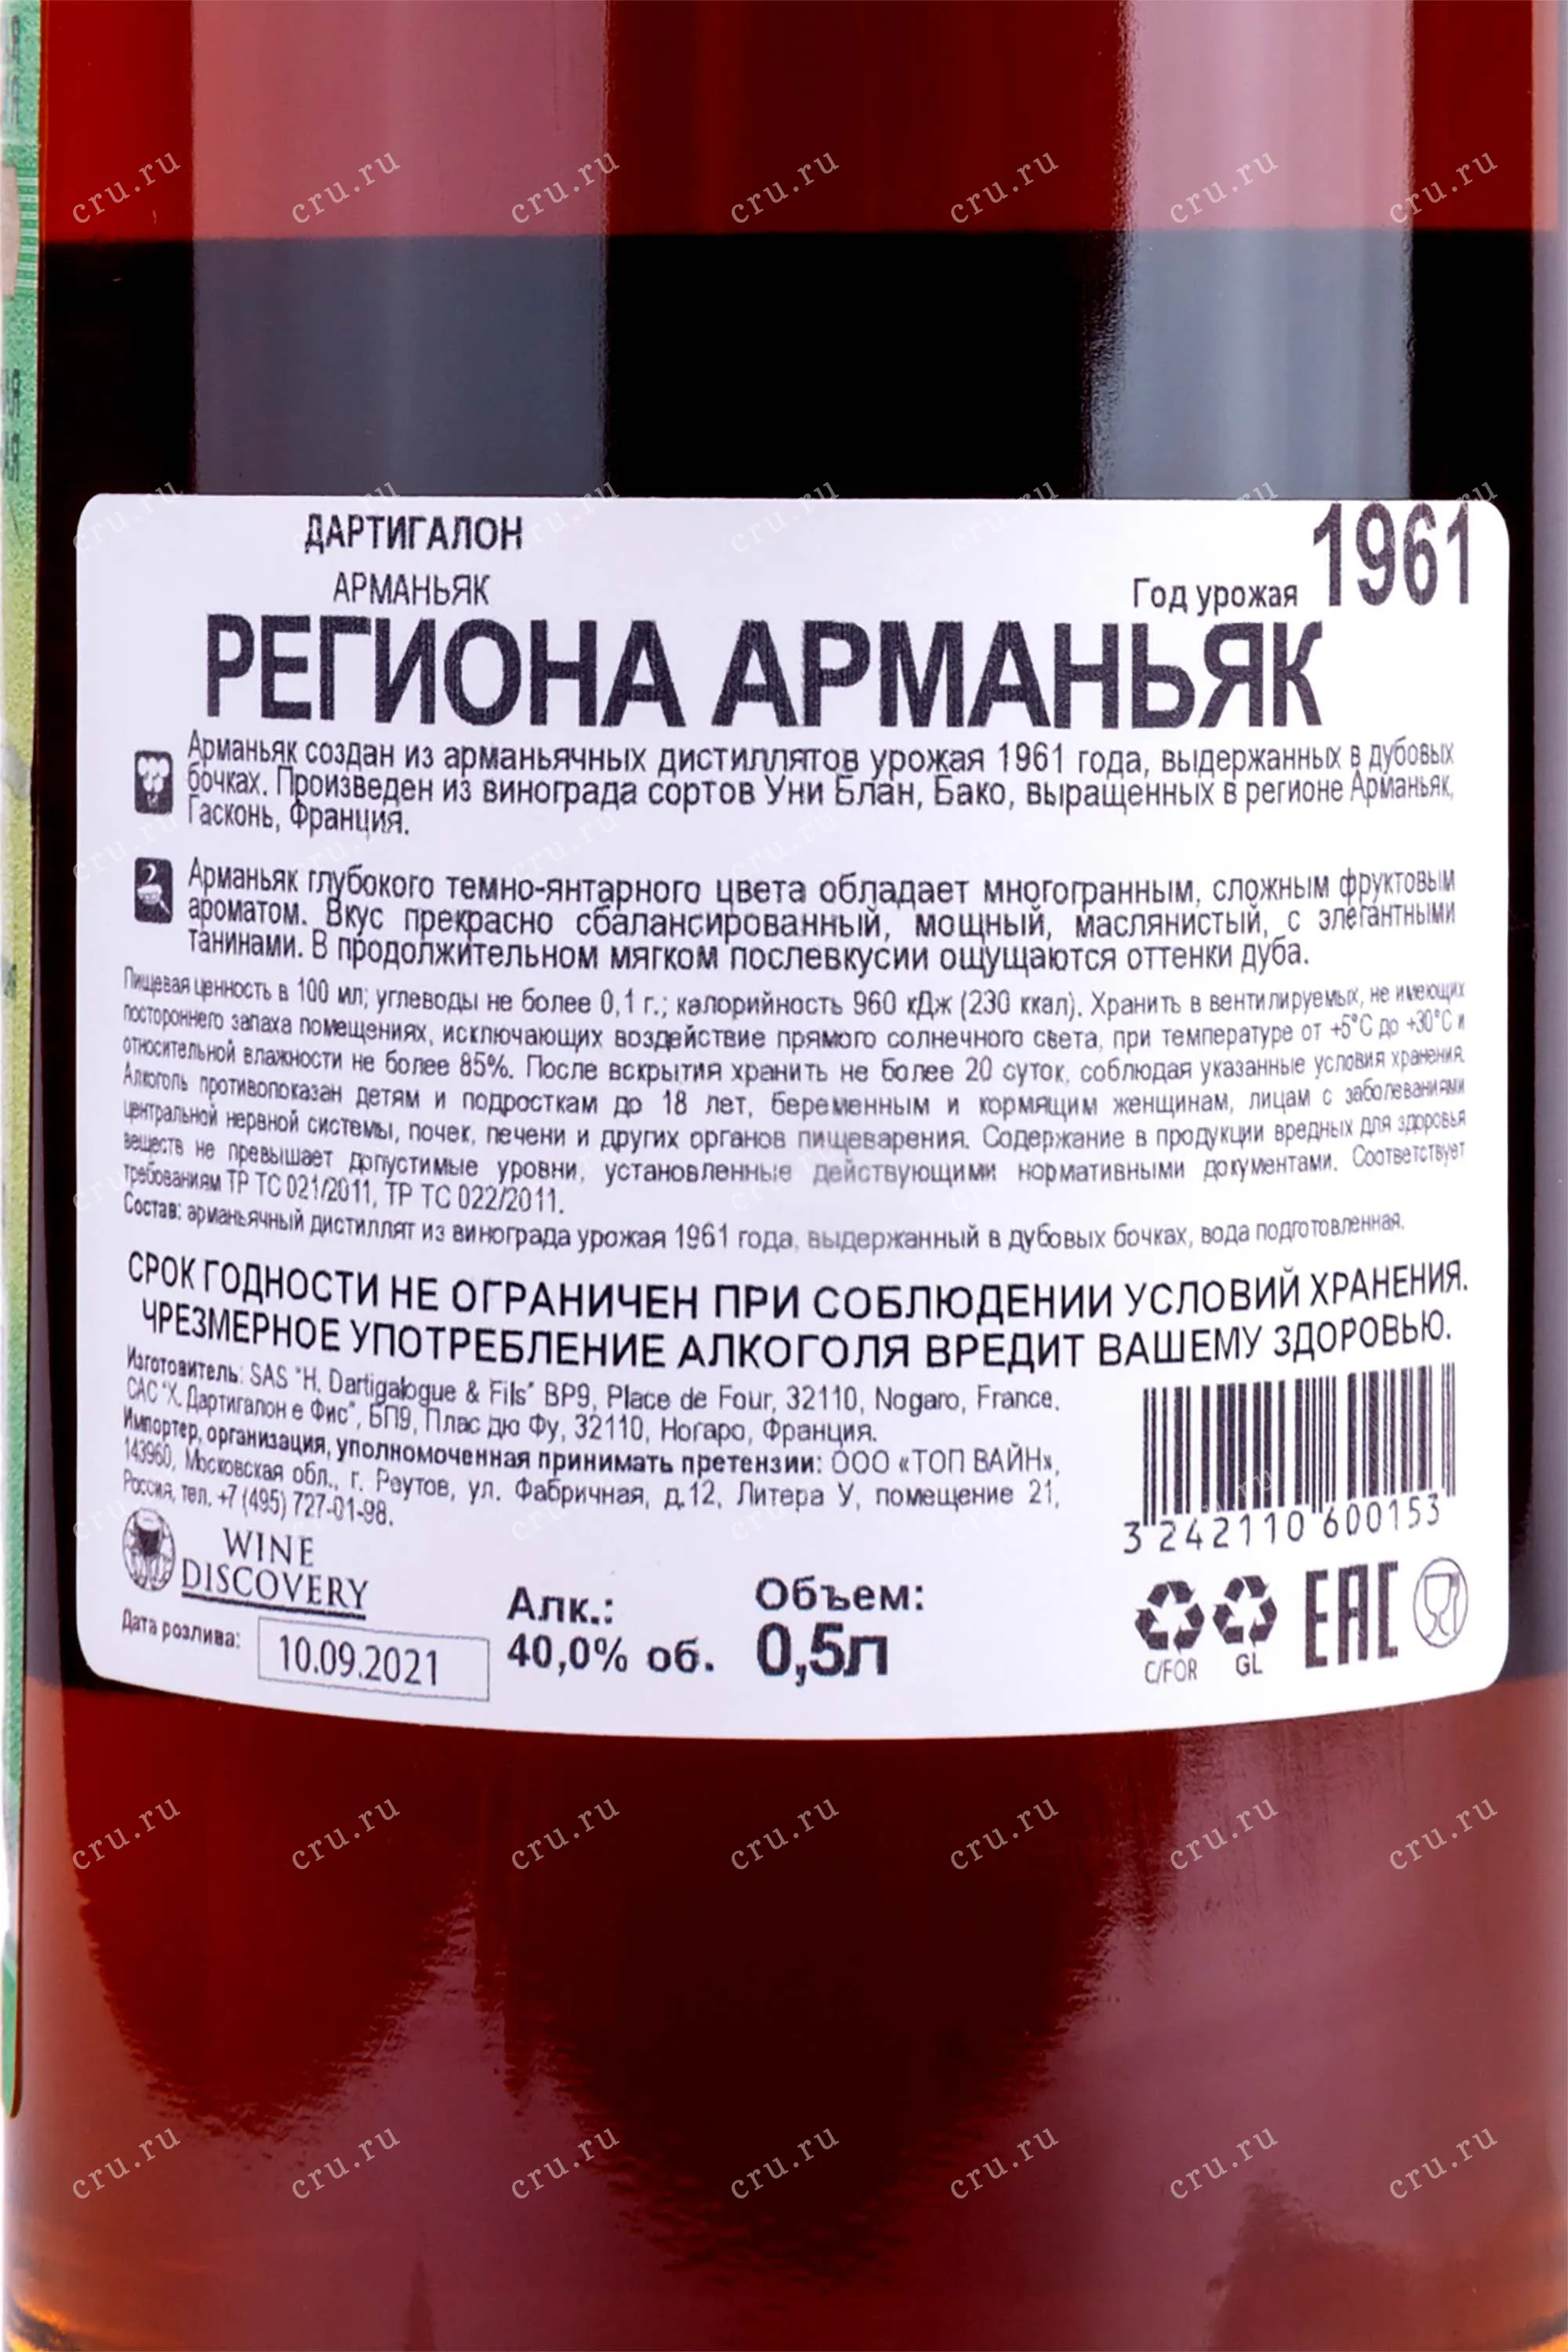 ДАРТИГАЛОН
АРМАНЬЯК
Год урожая 1961
РЕГИОНА АРМАНЬЯК
Арманьяк создан из арманьячных дистиллятов урожая 1961 года, выдержанных в дубовых
бочках. Произведен из винограда сортов Уни Блан, Бако, выращенных в регионе Арманьяк,
Гасконь, Франция.
2
Арманьяк глубокого темно-янтарного цвета обладает многогранным, сложным фруктовым
ароматом. Вкус прекрасно сбалансированный, мощный, маслянистый, с элегантными
танинами. В продолжительном мягком послевкусии ощущаются оттенки дуба.
Пищевая ценность в 100 мл; углеводы не более 0,1 г.; калорийность 960 кДж (230 ккал). Хранить в вентилируемых, не имеющих
постороннего запаха помещениях, исключающих воздействие прямого солнечного света, при температуре от +5°С до +30°С и
относительной влажности не более 85%. После вскрытия хранить не более 20 суток, соблюдая указанные условия хранения.
Алкоголь противопоказан детям и подросткам до 18 лет, беременным и кормящим женщинам, лицам с заболеваниями
центральной нервной системы, почек, печени и других органов пищеварения. Содержание в продукции вредных для здоровья
веществ не превышает допустимые уровни, установленные действующими нормативными документами. Соответствует
требованиям ТР ТС 021/2011, ТР ТС 022/2011.
Состав: арманьячный дистиллят из винограда урожая 1961 года, выдержанный в дубовых бочках, вода подготовленная.
СРОК ГОДНОСТИ НЕ ОГРАНИЧЕН ПРИ СОБЛЮДЕНИИ УСЛОВИЙ ХРАНЕНИЯ.
ЧРЕЗМЕРНОЕ УПОТРЕБЛЕНИЕ АЛКОГОЛЯ ВРЕДИТ ВАШЕМУ ЗДОРОВЬЮ.
Изготовитель: SAS "H. Dartigalogue & Fils" BP9, Place de Four, 32110, Nogaro, France.
САС "Х. Дартигалон е Фис", БП9, Плас дю Фу, 32110, Ногаро, Франция.
Импортер, организация, уполномоченная принимать претензии: ООО «ТОП ВАЙН»,
143960, Московская обл., г. Реутов, ул. Фабричная, д.12, Литера У, помещение 21,
Россия, тел. +7 (495) 727-01-98.
3 242110 600153
WINE
DISCOVERY
Дата розлива: 10.09.2021
Алк.:
40,0% об.
Объем:
0,5л
C/FOR
GL
EAC
cru.ru